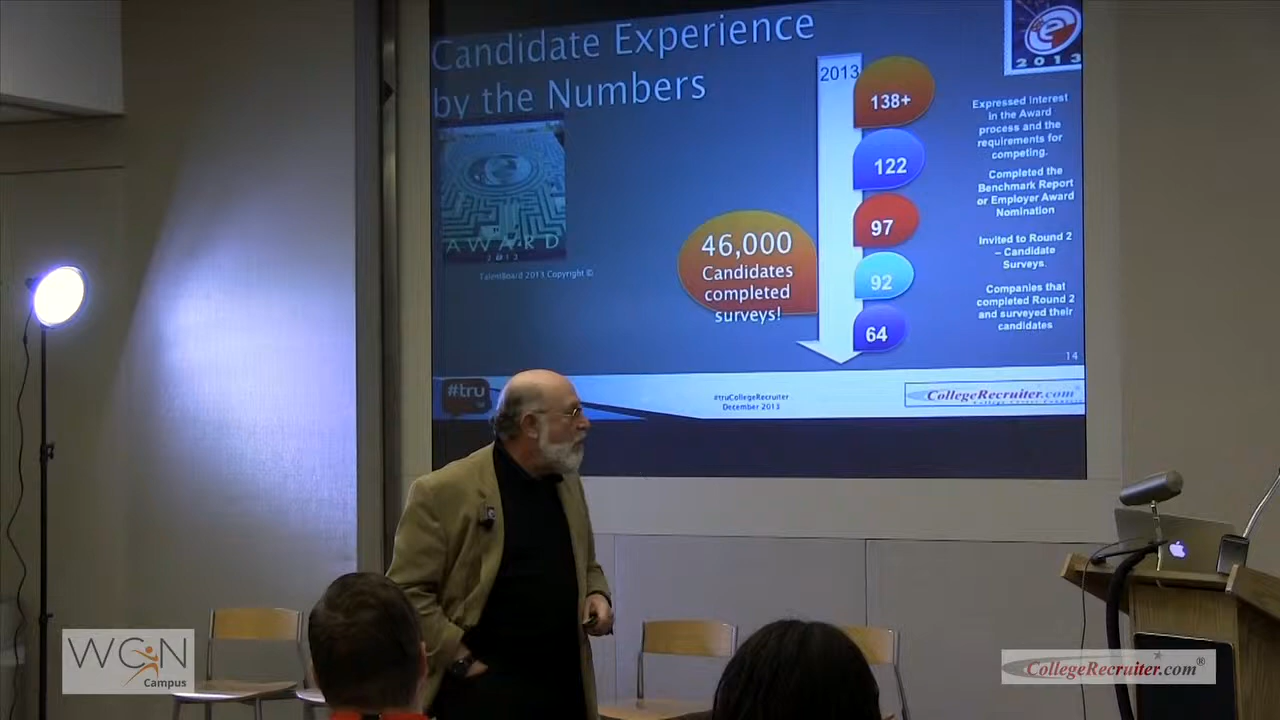 Candidate Experience
by the Numbers
2013
138+
122
97
92
64
2013
Expressed Interest
in the Award
process and the
requirements for
competing.
Completed the
Benchmark Report
or Employer Award
Nomination
Invited to Round 2
– Candidate
Surveys.
Companies that
completed Round 2
and surveyed their
candidates
46,000
Candidates
completed
surveys!
AWARD
2013
TalentBoard 2013 Copyright ©
14
#tru
#truCollegeRecruiter
December 2013
CollegeRecruiter.com
WCN
Campus
CollegeRecruiter.com®